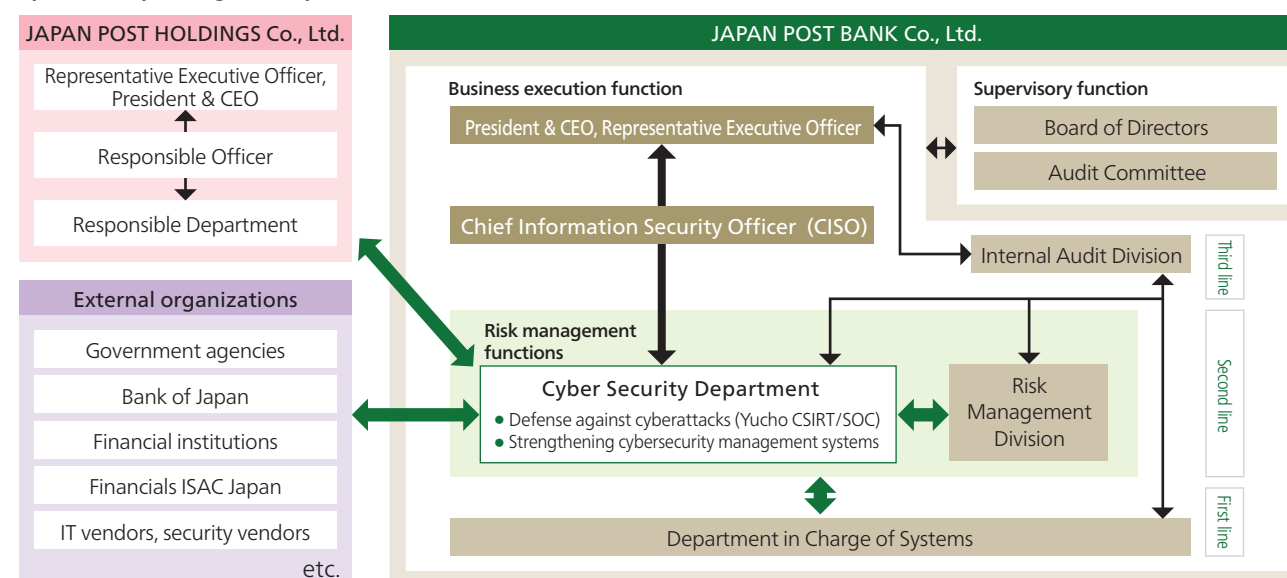 JAPAN POST HOLDINGS Co., Ltd.
Representative Executive Officer,
President & CEO
Responsible Officer
Responsible Department
External organizations
Government agencies
Bank of Japan
Financial institutions
Financials ISAC Japan
IT vendors, security vendors
etc.
JAPAN POST BANK Co., Ltd.
Business execution function
President & CEO, Representative Executive Officer
Chief Information Security Officer (CISO)
Supervisory function
Board of Directors
Audit Committee
Internal Audit Division
Third line
Risk management
functions
Cyber Security Department
● Defense against cyberattacks (Yucho CSIRT/SOC)
● Strengthening cybersecurity management systems
Risk
Management
Division
Second line
Department in Charge of Systems
First line